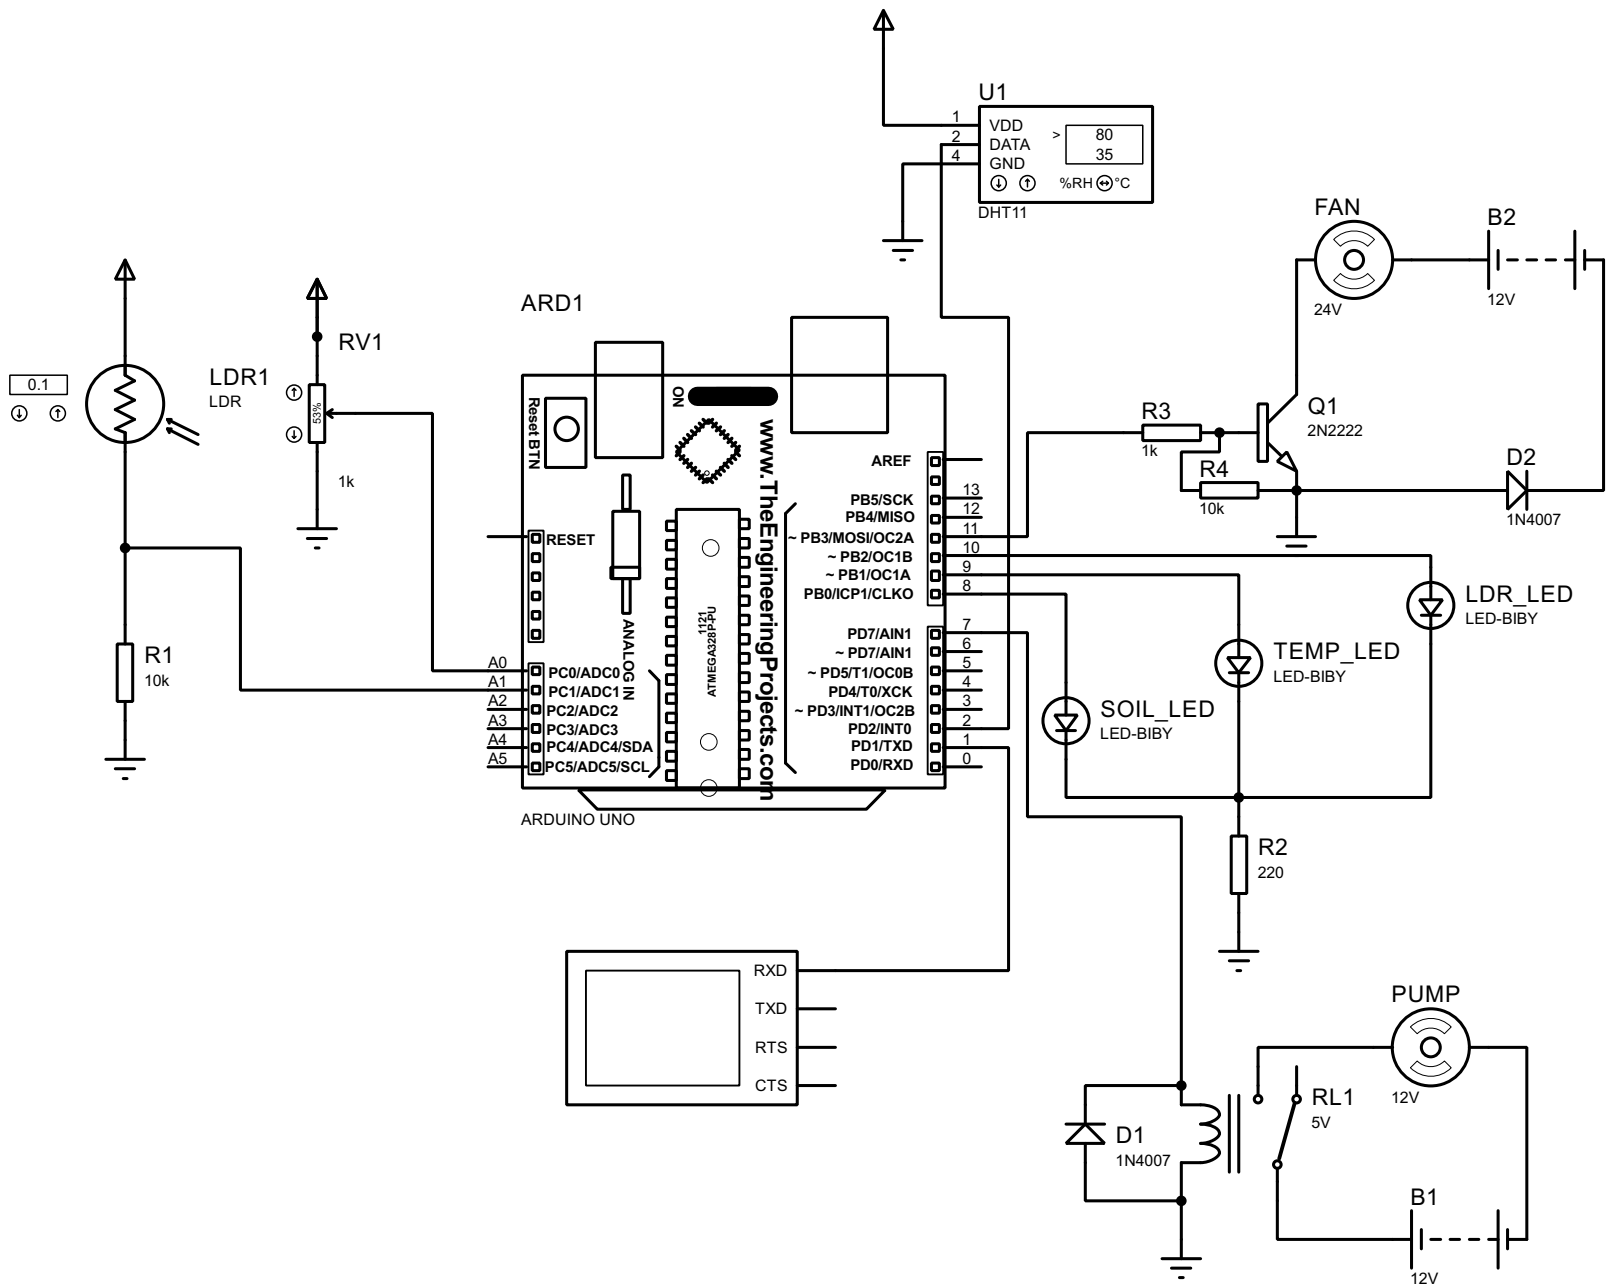 U1
1
2
4
VDD
DATA
GND
>
80
35
%RH
°C
DHT11
FAN
24V
B2
12V
ARD1
RV1
53%
1k
LDR1
LDR
0.1
Reset BTN
ON
www.TheEngineeringProjects.com
1121
ATMEGA328P-PU
ANALOG IN
AREF
PB5/SCK
PB4/MISO
~ PB3/MOSI/OC2A
~ PB2/OC1B
~ PB1/OC1A
PB0/ICP1/CLKO
13
12
11
10
9
8
PD7/AIN1
~ PD7/AIN1
~ PD5/T1/OC0B
PD4/T0/XCK
~ PD3/INT1/OC2B
PD2/INT0
PD1/TXD
PD0/RXD
7
6
5
4
3
2
1
0
RESET
A0
A1
A2
A3
A4
A5
PC0/ADC0
PC1/ADC1
PC2/ADC2
PC3/ADC3
PC4/ADC4/SDA
PC5/ADC5/SCL
ARDUINO UNO
R1
10k
R3
1k
R4
10k
Q1
2N2222
D2
1N4007
LDR_LED
LED-BIBY
TEMP_LED
LED-BIBY
SOIL_LED
LED-BIBY
R2
220
RXD
TXD
RTS
CTS
PUMP
12V
RL1
5V
D1
1N4007
B1
12V